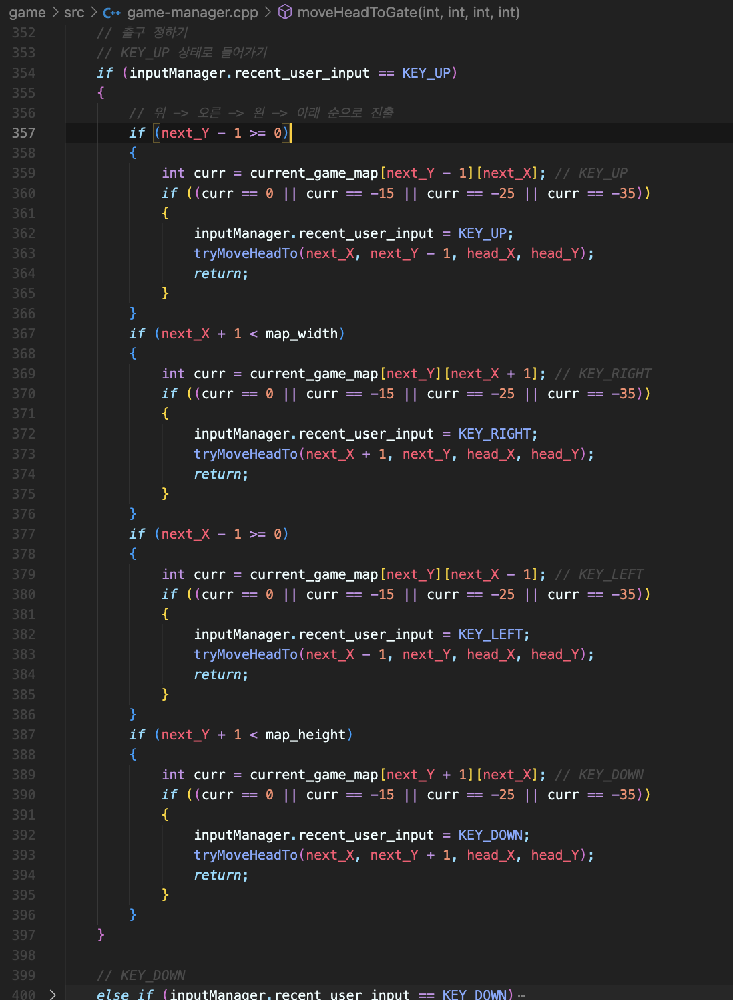 game > src > C++ game-manager.cpp > moveHeadToGate(int, int, int, int)
352 // 출구 정하기
353 // KEY_UP 상태로 들어가기
354 if (inputManager.recent_user_input == KEY_UP)
355 {
356 // 위 -> 오른 -> 왼 -> 아래 순으로 진출
357 if (next_Y - 1 >= 0)
358 {
359 int curr = current_game_map[next_Y - 1][next_X]; // KEY_UP
360 if ((curr == 0 || curr == -15 || curr == -25 || curr == -35))
361 {
362 inputManager.recent_user_input = KEY_UP;
363 tryMoveHeadTo(next_X, next_Y - 1, head_X, head_Y);
364 return;
365 }
366 }
367 if (next_X + 1 < map_width)
368 {
369 int curr = current_game_map[next_Y][next_X + 1]; // KEY_RIGHT
370 if ((curr == 0 || curr == -15 || curr == -25 || curr == -35))
371 {
372 inputManager.recent_user_input = KEY_RIGHT;
373 tryMoveHeadTo(next_X + 1, next_Y, head_X, head_Y);
374 return;
375 }
376 }
377 if (next_X - 1 >= 0)
378 {
379 int curr = current_game_map[next_Y][next_X - 1]; // KEY_LEFT
380 if ((curr == 0 || curr == -15 || curr == -25 || curr == -35))
381 {
382 inputManager.recent_user_input = KEY_LEFT;
383 tryMoveHeadTo(next_X - 1, next_Y, head_X, head_Y);
384 return;
385 }
386 }
387 if (next_Y + 1 < map_height)
388 {
389 int curr = current_game_map[next_Y + 1][next_X]; // KEY_DOWN
390 if ((curr == 0 || curr == -15 || curr == -25 || curr == -35))
391 {
392 inputManager.recent_user_input = KEY_DOWN;
393 tryMoveHeadTo(next_X, next_Y + 1, head_X, head_Y);
394 return;
395 }
396 }
397 }
398
399 // KEY_DOWN
400 > else if (inputManager.recent_user_input == KEY_DOWN)…